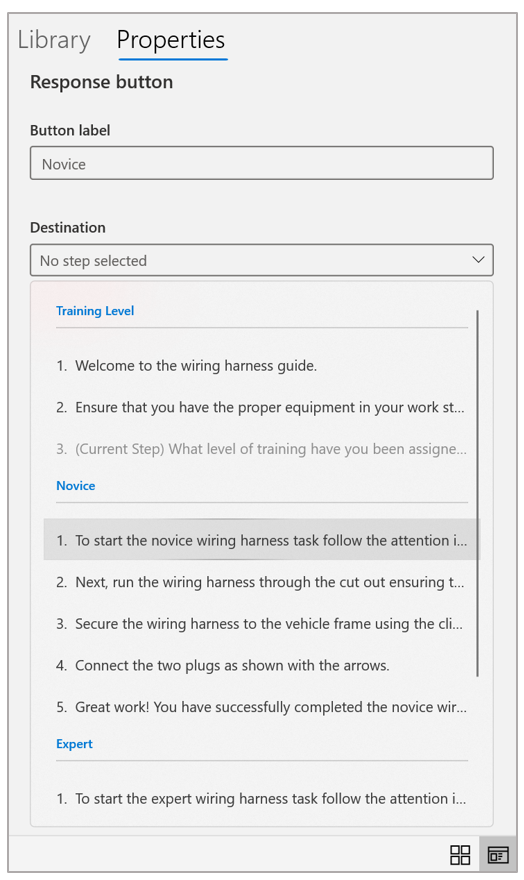 Library Properties
Response button
Button label
Novice
Destination
No step selected
Training Level
1. Welcome to the wiring harness guide.
2. Ensure that you have the proper equipment in your work st...
3. (Current Step) What level of training have you been assigne...
Novice
1. To start the novice wiring harness task follow the attention i...
2. Next, run the wiring harness through the cut out ensuring t...
3. Secure the wiring harness to the vehicle frame using the cli...
4. Connect the two plugs as shown with the arrows.
5. Great work! You have successfully completed the novice wir...
Expert
1. To start the expert wiring harness task follow the attention i...